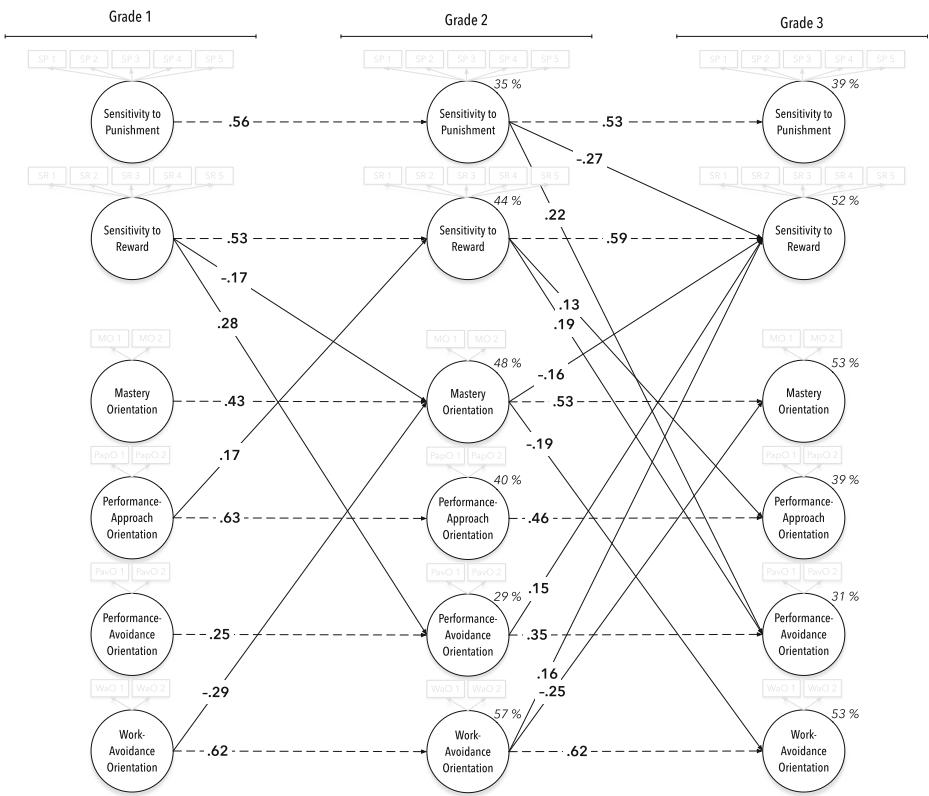 Grade 1
Grade 2
Grade 3
SP 1 SP 2 SP 3 SP 4 SP 5
SP 1 SP 2 SP 3 SP 4 SP 5
SP 1 SP 2 SP 3 SP 4 SP 5
35 %
39 %
Sensitivity to
Punishment
.56
Sensitivity to
Punishment
.53
Sensitivity to
Punishment
-.27
SR 1 SR 2 SR 3 SR 4 SR 5
SR 1 SR 2 SR 3 SR 4 SR 5
SR 1 SR 2 SR 3 SR 4 SR 5
44 %
52 %
.22
Sensitivity to
Reward
.53
Sensitivity to
Reward
.59
Sensitivity to
Reward
-.17
.28
.13
.19
MO 1 MO 2
MO 1 MO 2
MO 1 MO 2
48 %
53 %
-.16
Mastery
Orientation
.43
Mastery
Orientation
.53
Mastery
Orientation
-.19
.17
PapO 1 PapO 2
PapO 1 PapO 2
PapO 1 PapO 2
40 %
39 %
Performance-
Approach
Orientation
.63
Performance-
Approach
Orientation
.46
Performance-
Approach
Orientation
PavO 1 PavO 2
PavO 1 PavO 2
PavO 1 PavO 2
29 %
31 %
.15
Performance-
Avoidance
Orientation
.25
Performance-
Avoidance
Orientation
.35
Performance-
Avoidance
Orientation
.16
-.25
-.29
WaO 1 WaO 2
WaO 1 WaO 2
WaO 1 WaO 2
57 %
53 %
Work-
Avoidance
Orientation
.62
Work-
Avoidance
Orientation
.62
Work-
Avoidance
Orientation